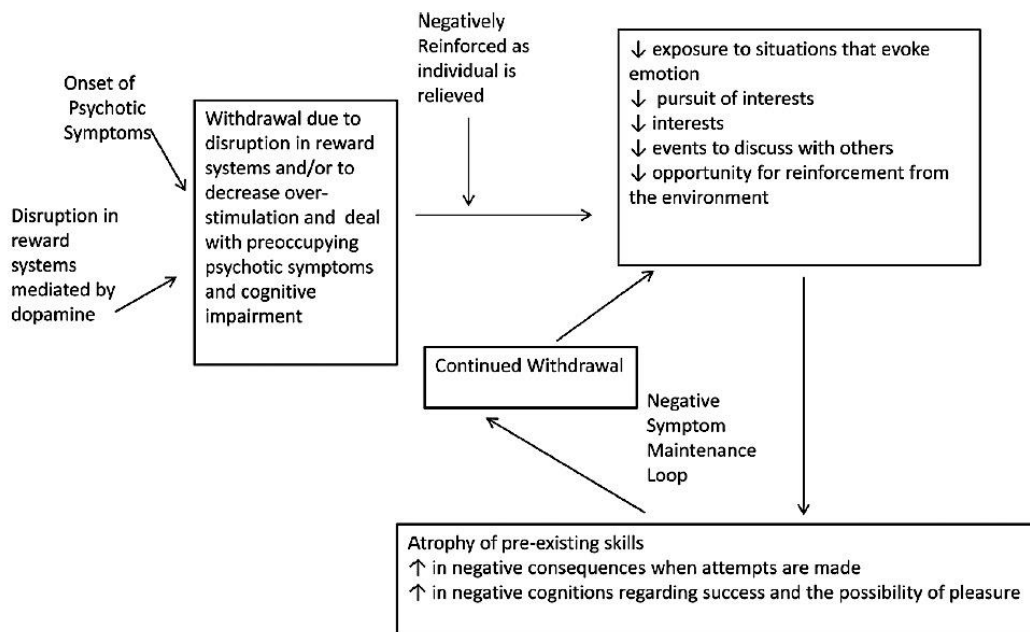 Negatively
Reinforced as
individual is
relieved
Onset of
Psychotic
Symptoms
Disruption in
reward
systems
mediated by
dopamine
Withdrawal due to
disruption in reward
systems and/or to
decrease over-
stimulation and deal
with preoccupying
psychotic symptoms
and cognitive
impairment
↓ exposure to situations that evoke
emotion
↓ pursuit of interests
↓ interests
↓ events to discuss with others
↓ opportunity for reinforcement from
the environment
Continued Withdrawal
Negative
Symptom
Maintenance
Loop
Atrophy of pre-existing skills
↑ in negative consequences when attempts are made
↑ in negative cognitions regarding success and the possibility of pleasure